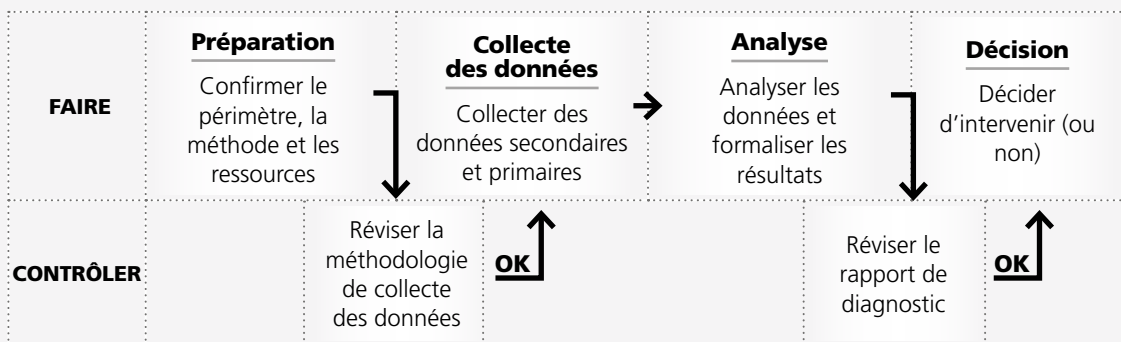 FAIRE
Préparation
Confirmer le
périmètre, la
méthode et les
ressources
Collecte
des données
Collecter des
données secondaires
et primaires
Analyse
Analyser les
données et
formaliser les
résultats
Décision
Décider
d’intervenir (ou
non)
CONTRÔLER
Réviser la
méthodologie
de collecte
des données
OK
Réviser le
rapport de
diagnostic
OK